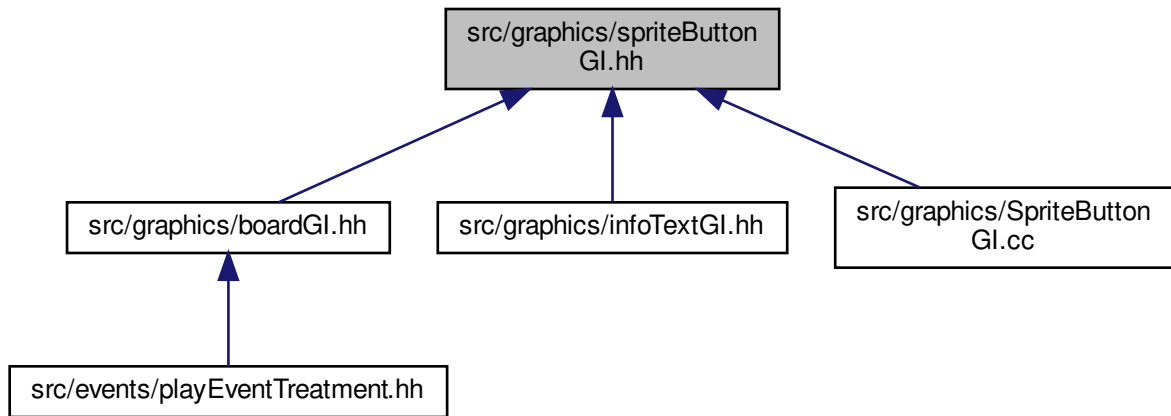 src/graphics/spriteButton
GI.hh
src/graphics/boardGI.hh
src/graphics/infoTextGI.hh
src/graphics/SpriteButton
GI.cc
src/events/playEventTreatment.hh